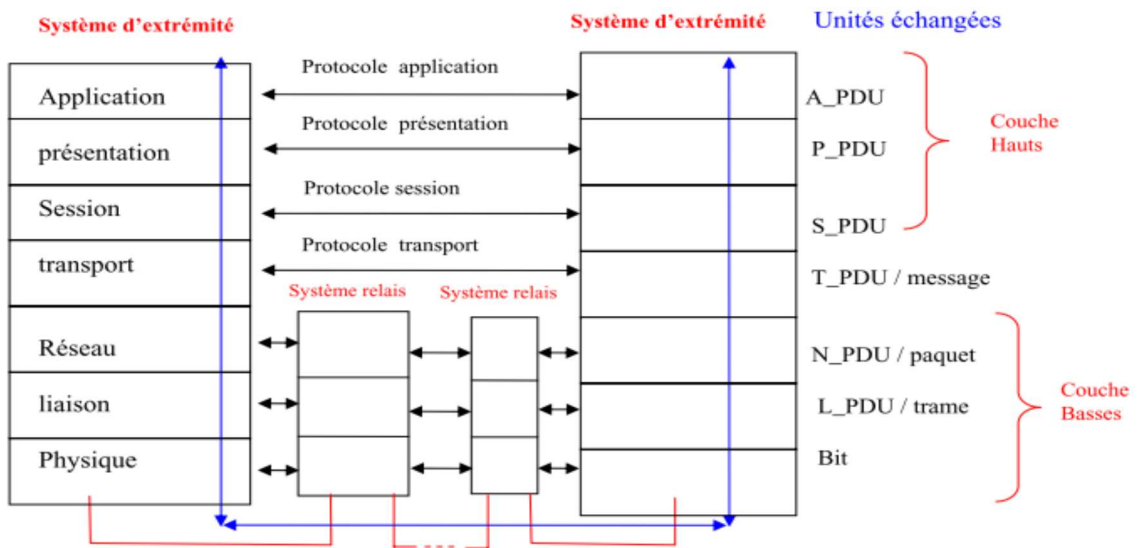 Système d'extrémité
Système d'extrémité
Unités échangées
Application
Protocole application
A_PDU
présentation
Protocole présentation
P_PDU
Couche
Hauts
Session
Protocole session
S_PDU
transport
Protocole transport
T_PDU / message
Système relais
Système relais
Réseau
N_PDU / paquet
liaison
L_PDU / trame
Couche
Basses
Physique
Bit